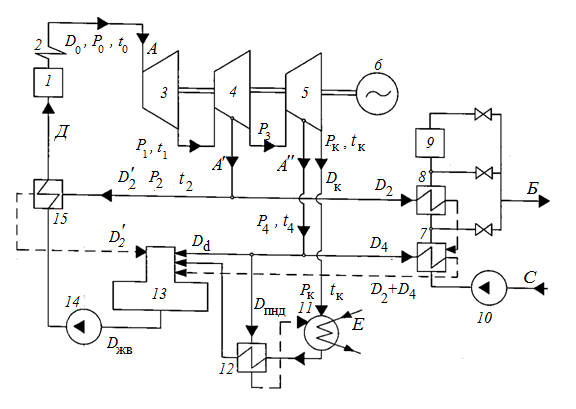 2
D₀ , P₀ , t₀
A
1
3
4
5
6
Д
P₁ , t₁
P₃
Pк , tк
9
A′
A″
Dк
8
Б
D₂′ P₂ t₂
D₂
15
P₄ , t₄
7
D₂′
Dd
D₄
C
14
13
Pк tк
D₂+D₄
10
Dпнд
11
E
Dжв
12